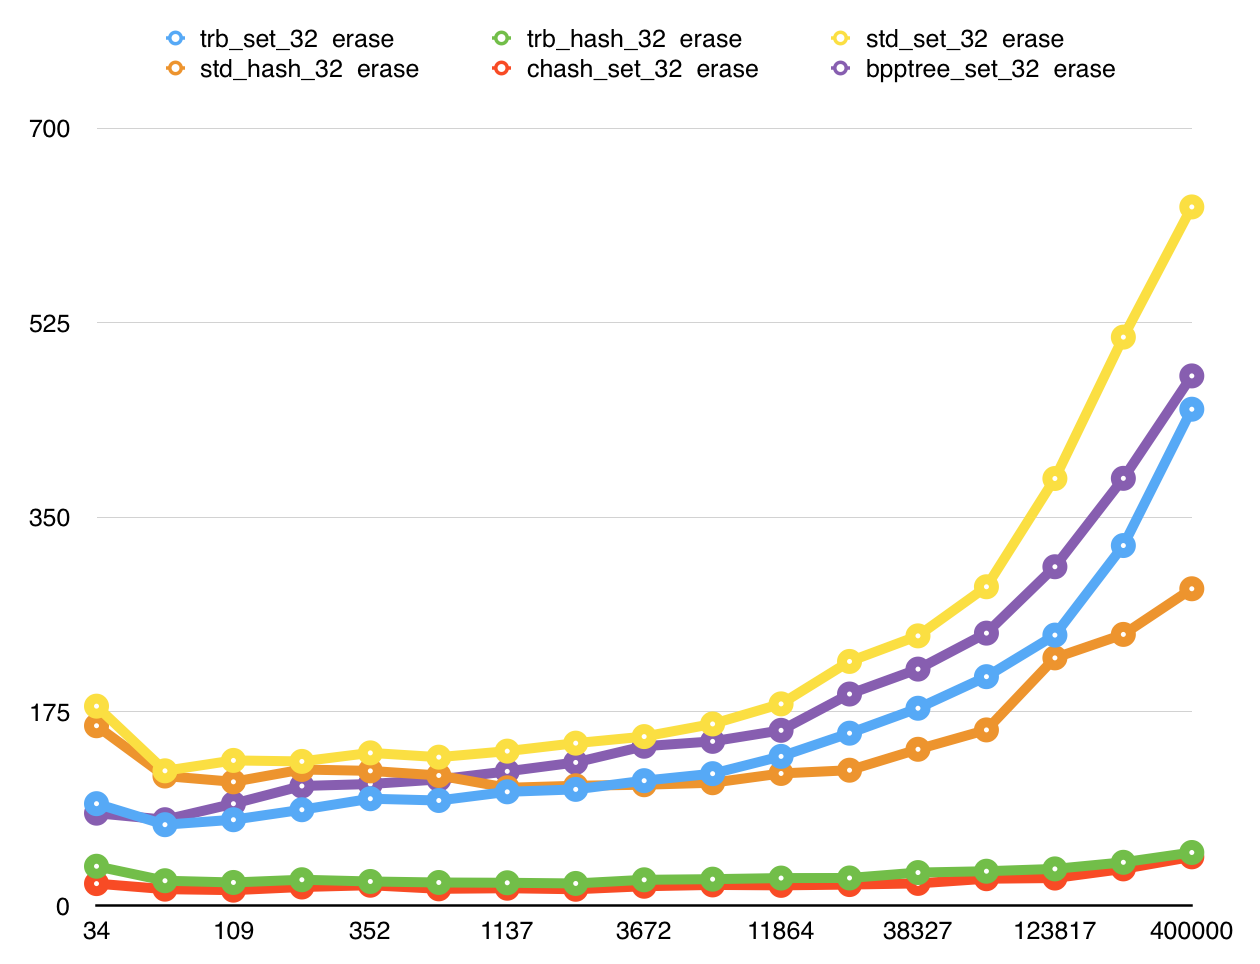 trb_set_32 erase trb_hash_32 erase std_set_32 erase
std_hash_32 erase chash_set_32 erase bpptree_set_32 erase
700
525
350
175
0
34 109 352 1137 3672 11864 38327 123817 400000